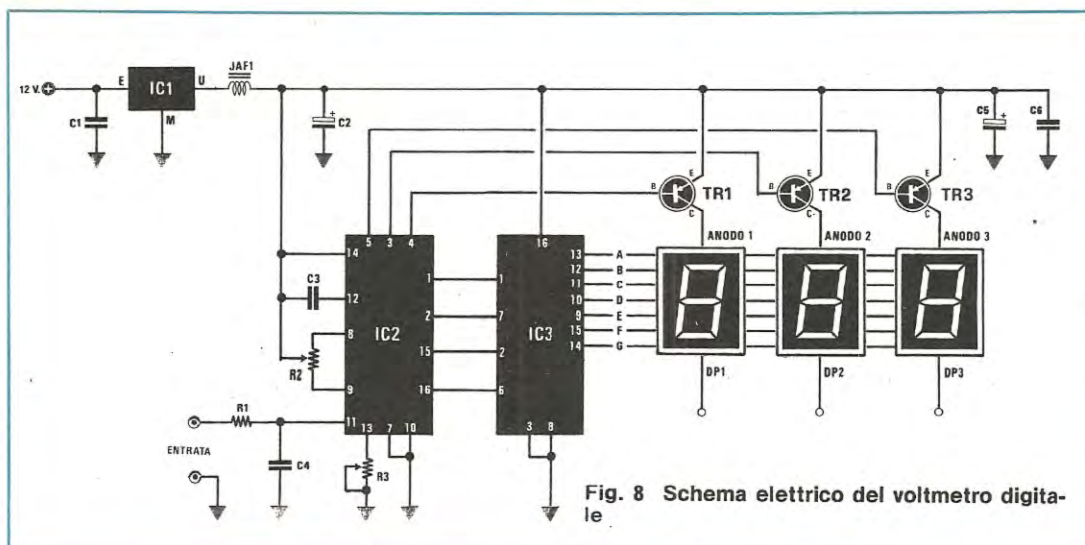 12 V.
E
IC1
U
M
JAF1
C1
C2
C5
C6
B
E
C
TR1
B
E
C
TR2
B
E
C
TR3
ANODO 1
ANODO 2
ANODO 3
5 3 4
14
12
8
9
11
13 7 10
1
2
15
16
IC2
C3
R2
R1
ENTRATA
C4
R3
16
1
7
2
6
IC3
3 8
13 A
12 B
11 C
10 D
9 E
15 F
14 G
DP1
DP2
DP3
Fig. 8 Schema elettrico del voltmetro digita-
le